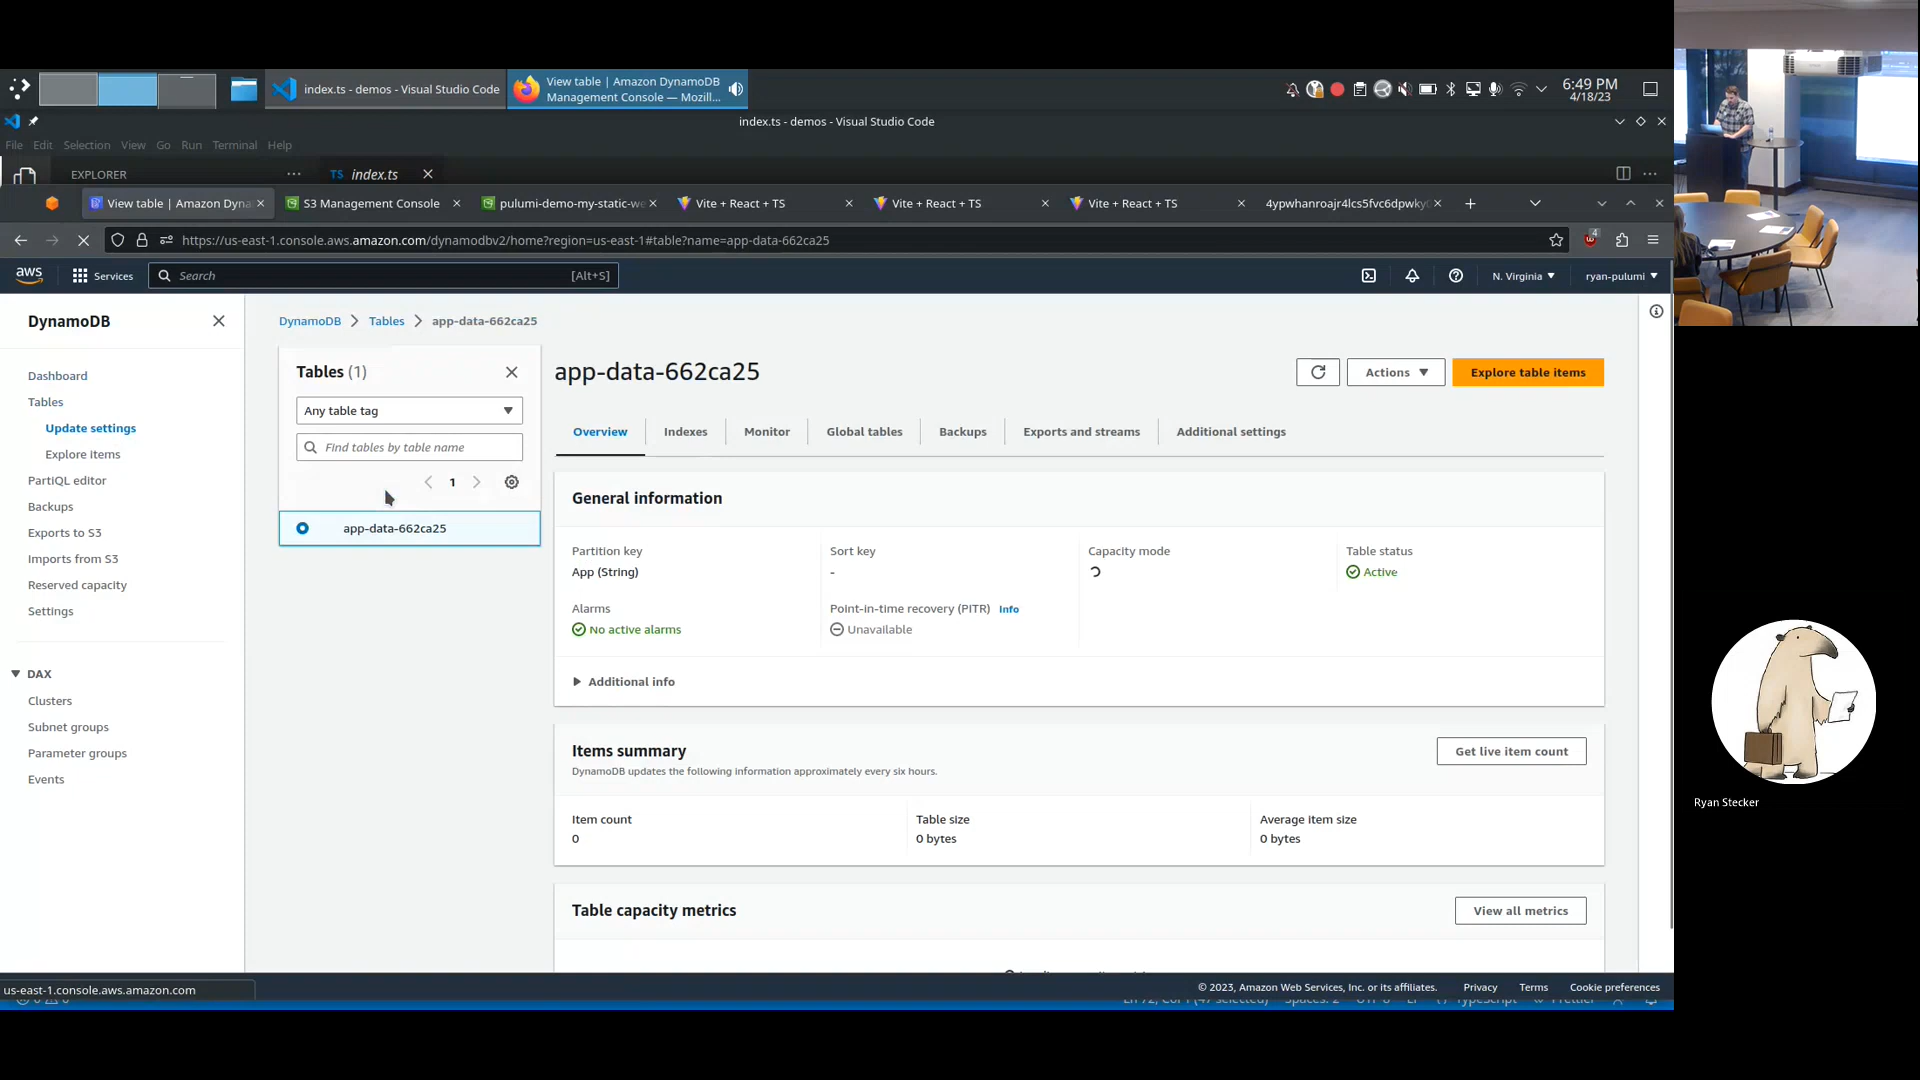 index.ts - demos - Visual Studio Code
View table | Amazon DynamoDB
Management Console — Mozill...
6:49 PM
4/18/23
index.ts - demos - Visual Studio Code
File Edit Selection View Go Run Terminal Help
EXPLORER
TS index.ts
View table | Amazon Dyna
S3 Management Console
pulumi-demo-my-static-we
Vite + React + TS
Vite + React + TS
Vite + React + TS
4ypwhanroajr4lcs5fvc6dpwky
https://us-east-1.console.aws.amazon.com/dynamodbv2/home?region=us-east-1#table?name=app-data-662ca25
4
aws
Services
Search
[Alt+S]
N. Virginia
ryan-pulumi
DynamoDB
Dashboard
Tables
Update settings
Explore items
PartiQL editor
Backups
Exports to S3
Imports from S3
Reserved capacity
Settings
DAX
Clusters
Subnet groups
Parameter groups
Events
DynamoDB
Tables
app-data-662ca25
Tables (1)
Any table tag
Find tables by table name
1
app-data-662ca25
app-data-662ca25
Actions
Explore table items
Overview
Indexes
Monitor
Global tables
Backups
Exports and streams
Additional settings
General information
Partition key
App (String)
Sort key
-
Capacity mode
Table status
Active
Alarms
No active alarms
Point-in-time recovery (PITR) Info
Unavailable
Additional info
Items summary
DynamoDB updates the following information approximately every six hours.
Get live item count
Item count
0
Table size
0 bytes
Average item size
0 bytes
Table capacity metrics
View all metrics
us-east-1.console.aws.amazon.com
© 2023, Amazon Web Services, Inc. or its affiliates.
Privacy
Terms
Cookie preferences
Ryan Stecker